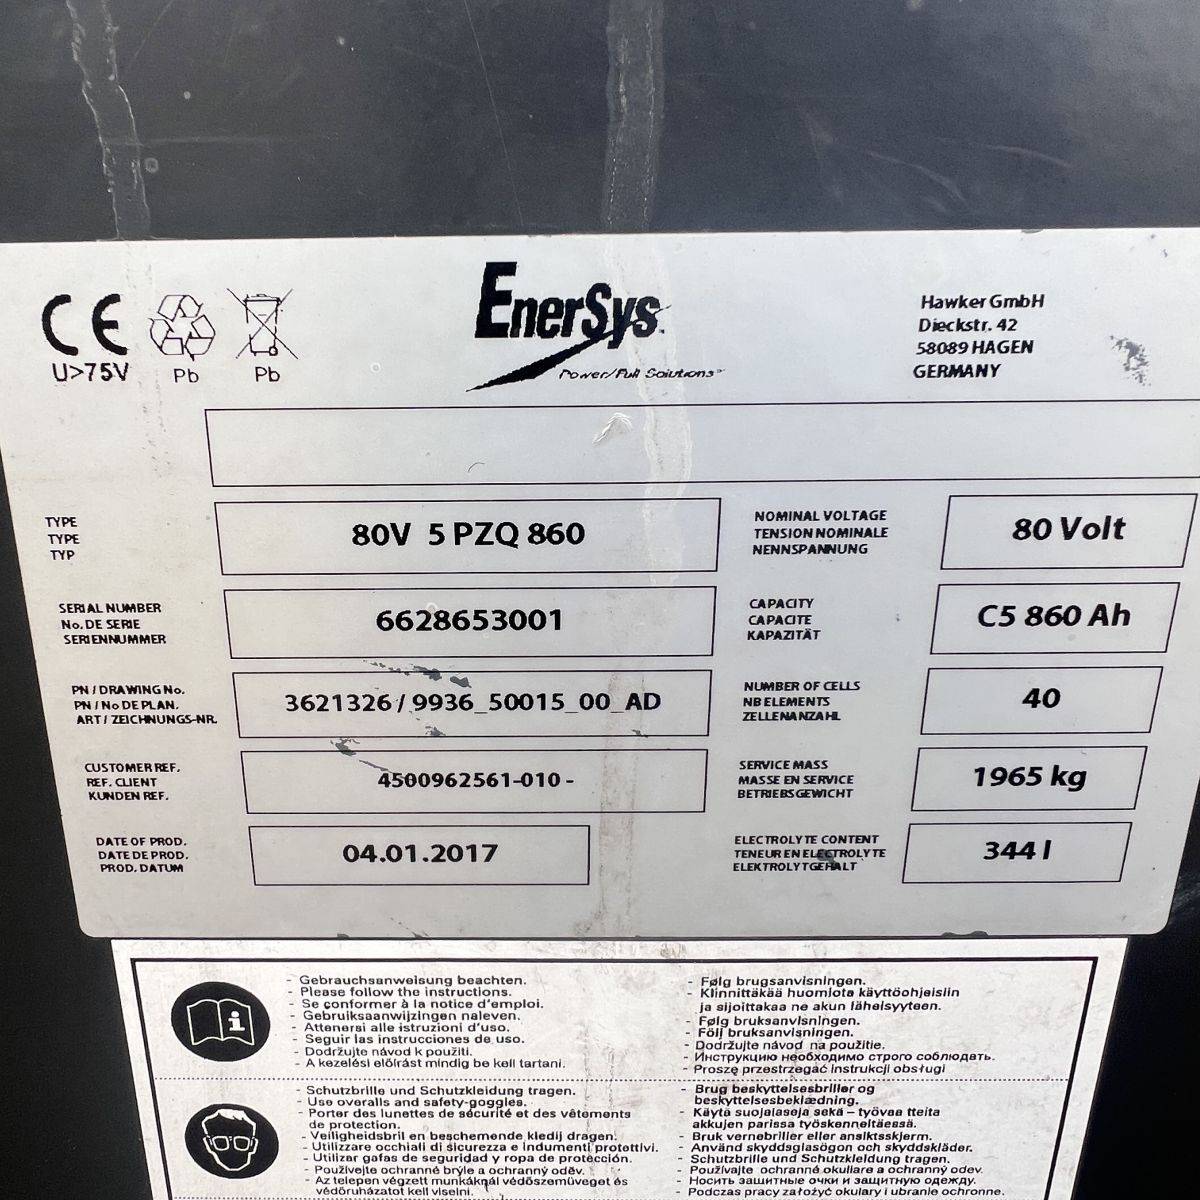 CE
U>75V
Pb
Pb
EnerSys
Power/Full Solutions
Hawker GmbH
Dieckstr. 42
58089 HAGEN
GERMANY
TYPE
TYPE
TYP
80V 5 PZQ 860
NOMINAL VOLTAGE
TENSION NOMINALE
NENNSPANNUNG
80 Volt
SERIAL NUMBER
No. DE SERIE
SERIENNUMMER
6628653001
CAPACITY
CAPACITE
KAPAZITÄT
C5 860 Ah
PN / DRAWING No.
PN / No DE PLAN.
ART / ZEICHNUNGS-NR.
3621326 / 9936_50015_00_AD
NUMBER OF CELLS
NB ELEMENTS
ZELLENANZAHL
40
CUSTOMER REF.
REF. CLIENT
KUNDEN REF.
4500962561-010 -
SERVICE MASS
MASSE EN SERVICE
BETRIEBSGEWICHT
1965 kg
DATE OF PROD.
DATE DE PROD.
PROD. DATUM
04.01.2017
ELECTROLYTE CONTENT
TENEUR EN ELECTROLYTE
ELEKTROLYTGEHALT
344 l
- Gebrauchsanweisung beachten.
- Please follow the instructions.
- Se conformer à la notice d'emploi.
- Gebruiksaanwijzingen naleven.
- Attenersi alle istruzioni d'uso.
- Seguir las instrucciones de uso.
- Dodržujte návod k použití.
- A kezelési előírást mindig be kell tartani.
- Følg brugsanvisningen.
- Klinnittäkää huomiota käyttöohjeisiin
ja sijoittakaa ne akun läheisyyteen.
- Følg bruksanvisningen.
- Följ bruksanvisningen.
- Dodržujte návod na použitie.
- Инструкцию необходимо строго соблюдать.
- Proszę przestrzegać instrukcji obsługi
- Schutzbrille und Schutzkleidung tragen.
- Use overalls and safety-goggles.
- Porter des lunettes de sécurité et des vêtements
de protection.
- Veiligheidsbril en beschemende kledij dragen.
- Utilizzare occhiali di sicurezza e indumenti protettivi.
- Utilizar gafas de seguridad y ropa de protección.
- Používejte ochranné brýle a ochranný oděv.
- Az telepen végzett munkáknál védőszemüveget és
védőruházatot kell viselni.
- Brug beskyttelsesbriller og
beskyttelsesbeklædning.
- Käytä suojalaseja sekä – työvaatteita
akkujen parissa työskenneltäessä.
- Bruk vernebriller eller ansiktsskjerm.
- Använd skyddsglasögon och skyddskläder.
- Schutzbrille und Schutzkleidung tragen.
- Používajte ochranné okuliare a ochranný odev.
- Носить защитные очки и защитную одежду.
- Podczas pracy założyć okulary i ubranie ochronne.